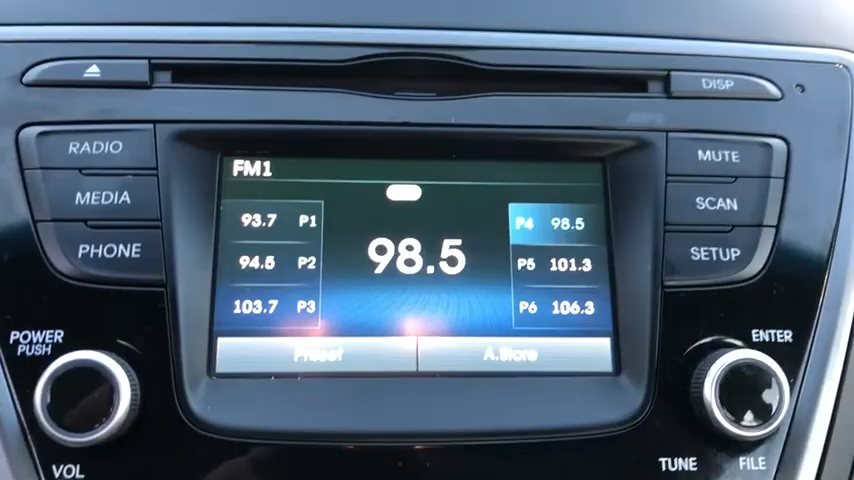 DISP
RADIO
MEDIA
PHONE
FM1
93.7 P1
94.5 P2
103.7 P3
98.5
P4 98.5
P5 101.3
P6 106.3
Preset
A.Store
MUTE
SCAN
SETUP
POWER
PUSH
VOL
ENTER
TUNE
FILE